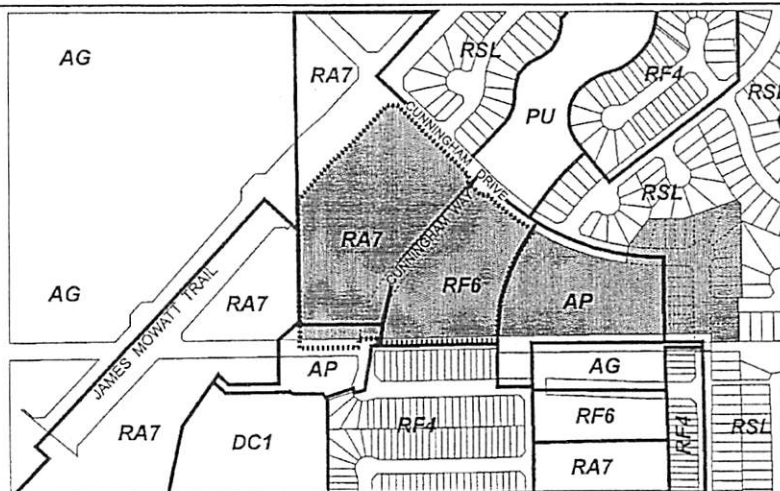 AG
RA7
RSL
RF4
RSL
PU
CUNNINGHAM DRIVE
RSL
RA7
CUNNINGHAM WAY
RF6
AP
AG
RA7
JAMES MOWATT TRAIL
AP
AG
RF4
RF6
RF4
RSL
RA7
DC1
RA7